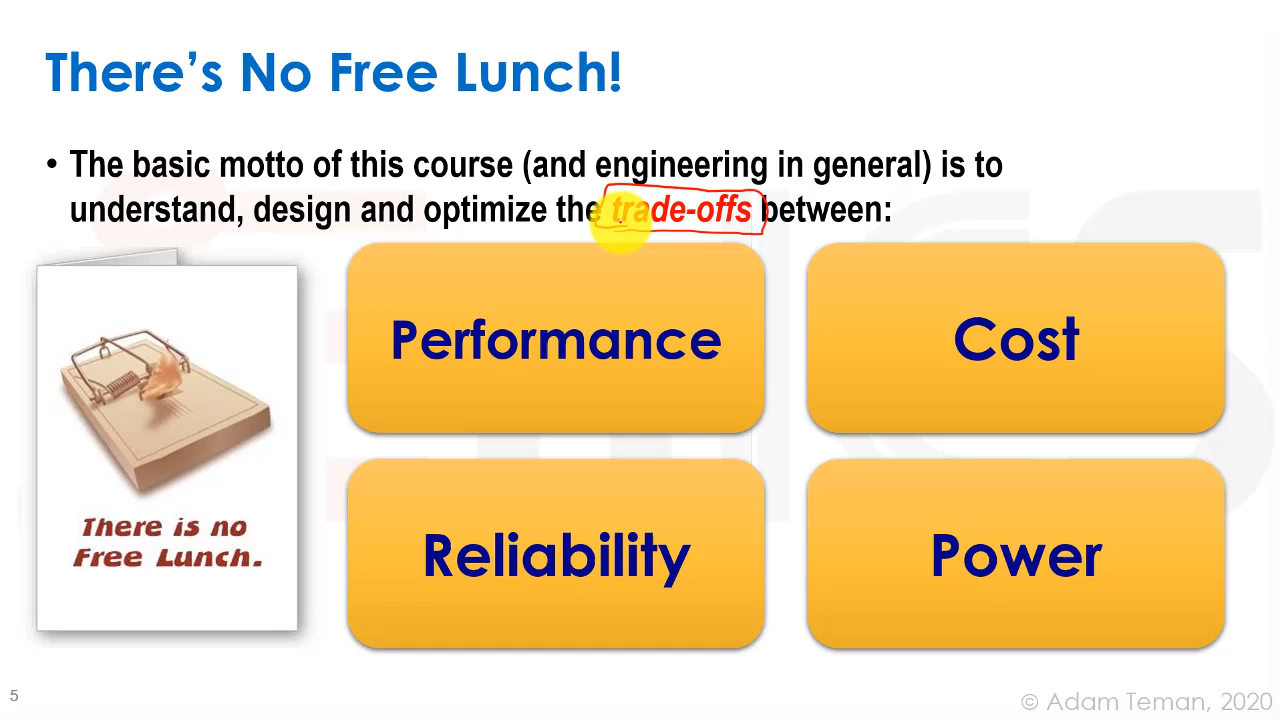 There's No Free Lunch!
• The basic motto of this course (and engineering in general) is to
understand, design and optimize the trade-offs between:
Performance
Cost
There is no
Free Lunch.
Reliability
Power
5
© Adam Teman, 2020